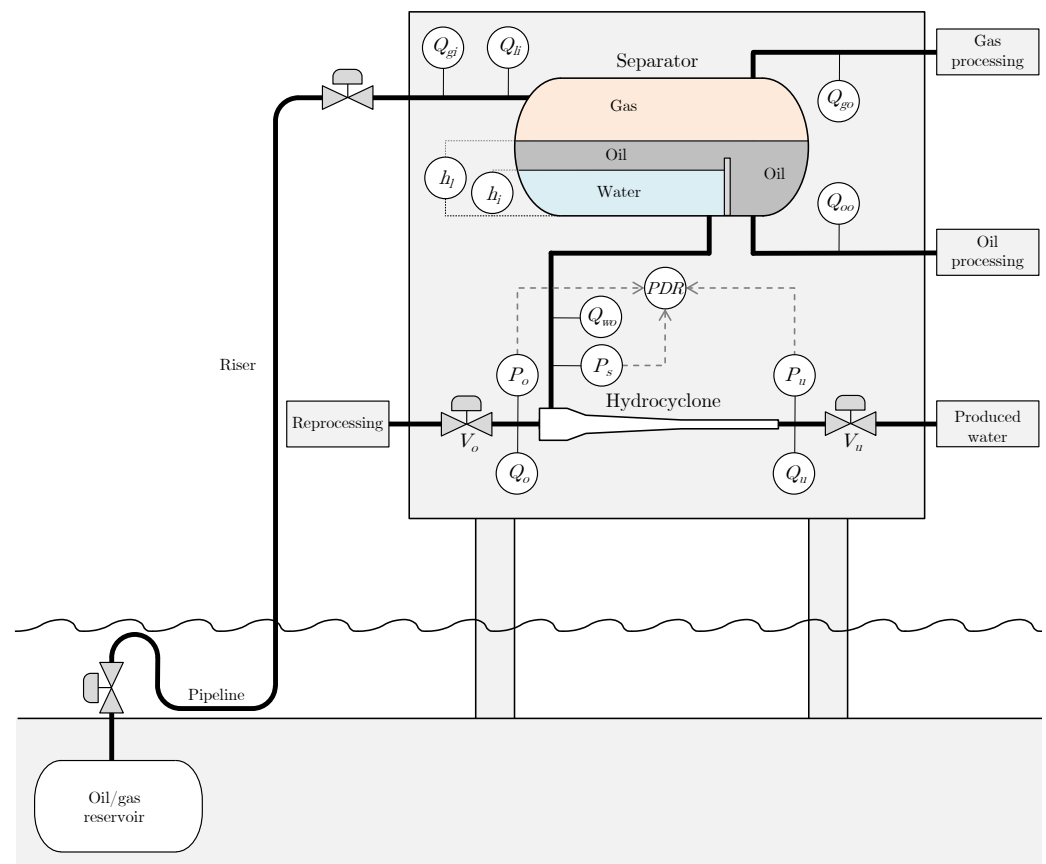 Q_gi
Q_li
Separator
Gas
processing
Gas
Q_go
Oil
h_l
h_i
Water
Oil
Q_oo
Oil
processing
PDR
Q_wo
Riser
P_o
P_s
P_u
Hydrocyclone
Reprocessing
V_o
V_u
Produced
water
Q_o
Q_u
Pipeline
Oil/gas
reservoir